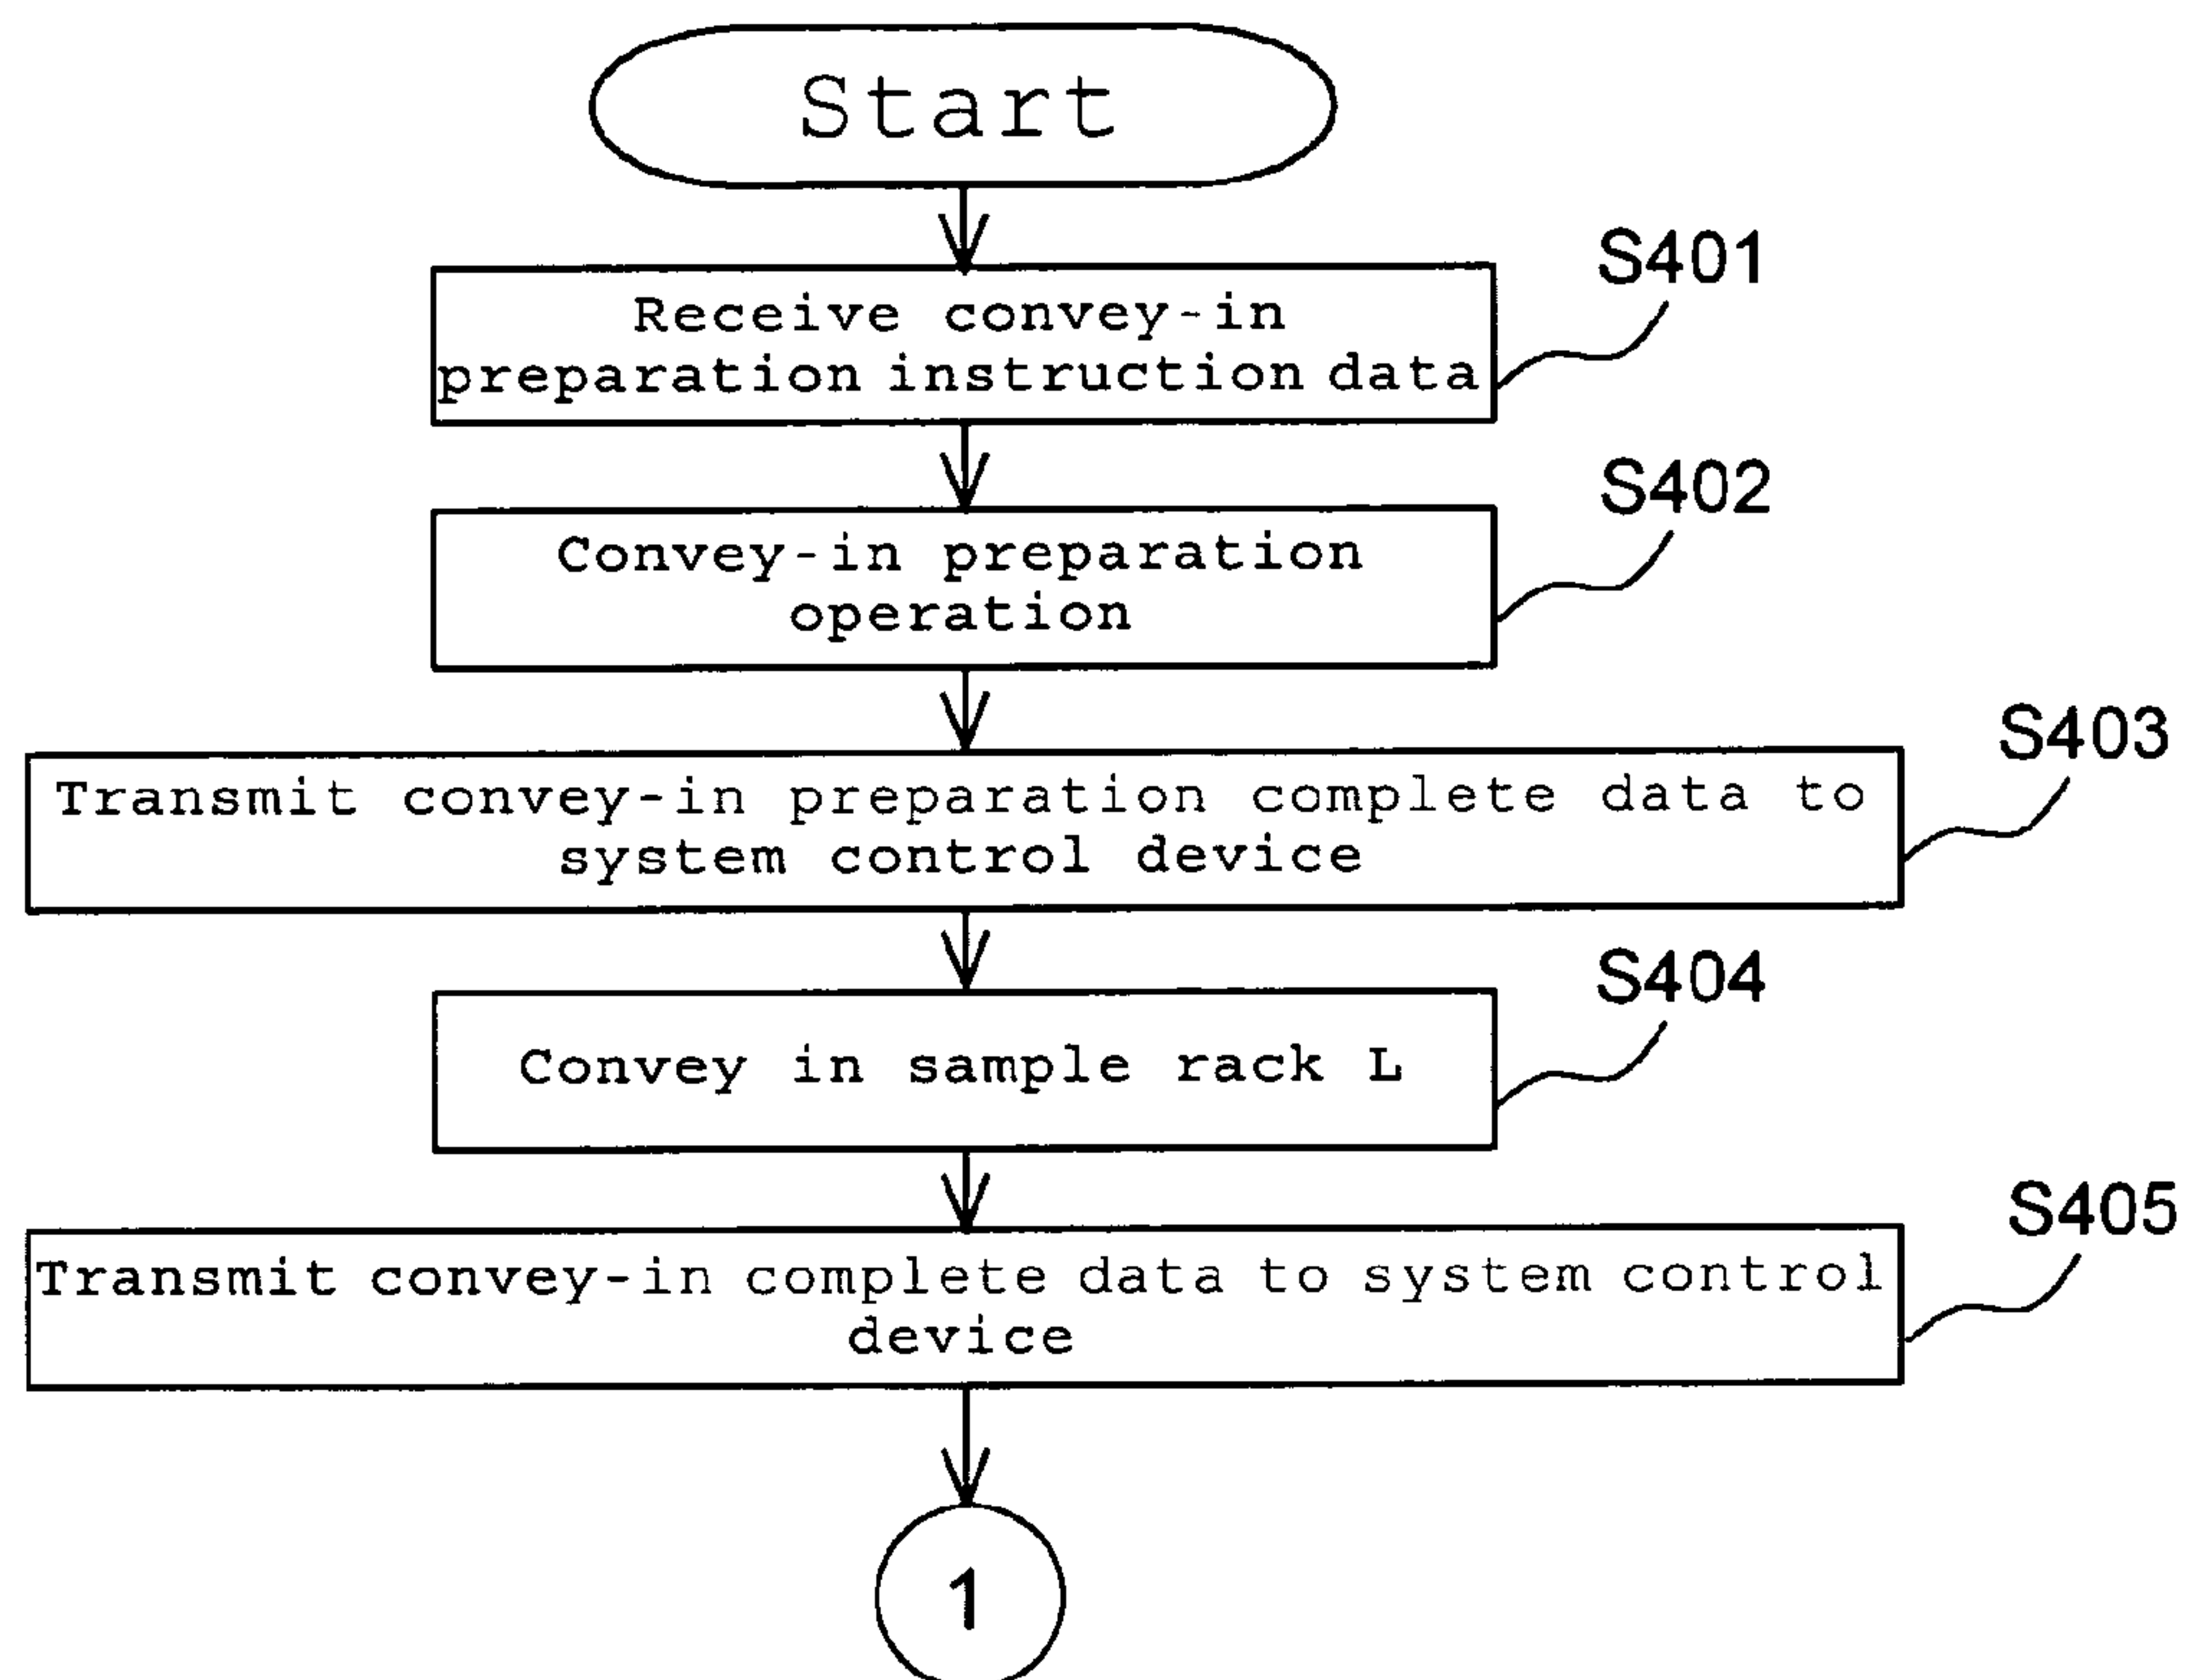 Start
S401
Receive convey-in
preparation instruction data
S402
Convey-in preparation
operation
S403
Transmit convey-in preparation complete data to
system control device
S404
Convey in sample rack L
S405
Transmit convey-in complete data to system control
device
1